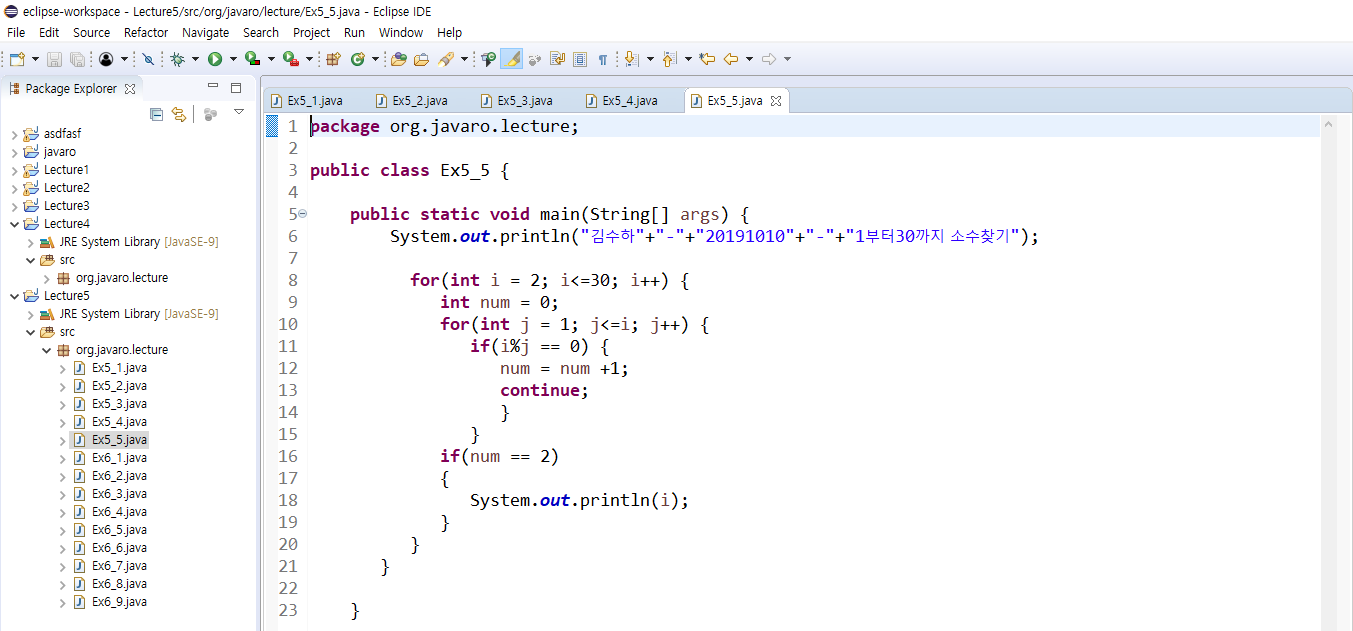 eclipse-workspace - Lecture5/src/org/javaro/lecture/Ex5_5.java - Eclipse IDE
File Edit Source Refactor Navigate Search Project Run Window Help
Package Explorer
asdfasf
javaro
Lecture1
Lecture2
Lecture3
Lecture4
JRE System Library [JavaSE-9]
src
org.javaro.lecture
Lecture5
JRE System Library [JavaSE-9]
src
org.javaro.lecture
Ex5_1.java
Ex5_2.java
Ex5_3.java
Ex5_4.java
Ex5_5.java
Ex6_1.java
Ex6_2.java
Ex6_3.java
Ex6_4.java
Ex6_5.java
Ex6_6.java
Ex6_7.java
Ex6_8.java
Ex6_9.java
Ex5_1.java Ex5_2.java Ex5_3.java Ex5_4.java Ex5_5.java
1 package org.javaro.lecture;
2
3 public class Ex5_5 {
4
5 public static void main(String[] args) {
6 System.out.println("김수하"+"-"+"20191010"+"-"+"1부터30까지 소수찾기");
7
8 for(int i = 2; i<=30; i++) {
9 int num = 0;
10 for(int j = 1; j<=i; j++) {
11 if(i%j == 0) {
12 num = num +1;
13 continue;
14 }
15 }
16 if(num == 2)
17 {
18 System.out.println(i);
19 }
20 }
21 }
22
23 }